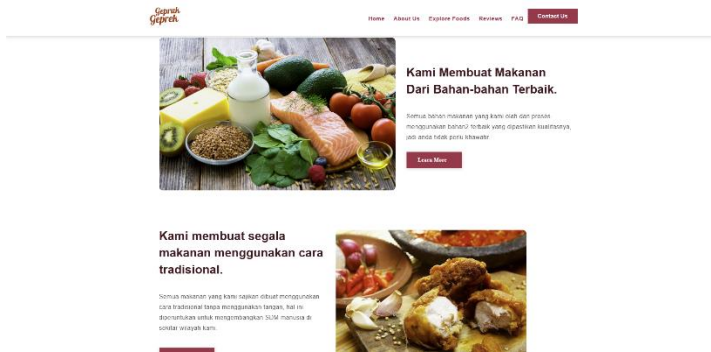 Geprek
Geprek
Home About Us Explore Foods Reviews FAQ Contact Us
Kami Membuat Makanan
Dari Bahan-bahan Terbaik.
Semua bahan makanan yang kami olah dan proses
menggunakan bahan2 terbaik yang dipastikan kualitasnya,
jadi anda tidak perlu khawatir.
Learn More
Kami membuat segala
makanan menggunakan cara
tradisional.
Semua makanan yang kami sajikan dibuat menggunakan
cara tradisional tanpa menggunakan tangan, hal ini
diperuntukan untuk mengembangkan SDM manusia di
sekitar wilayah kami.